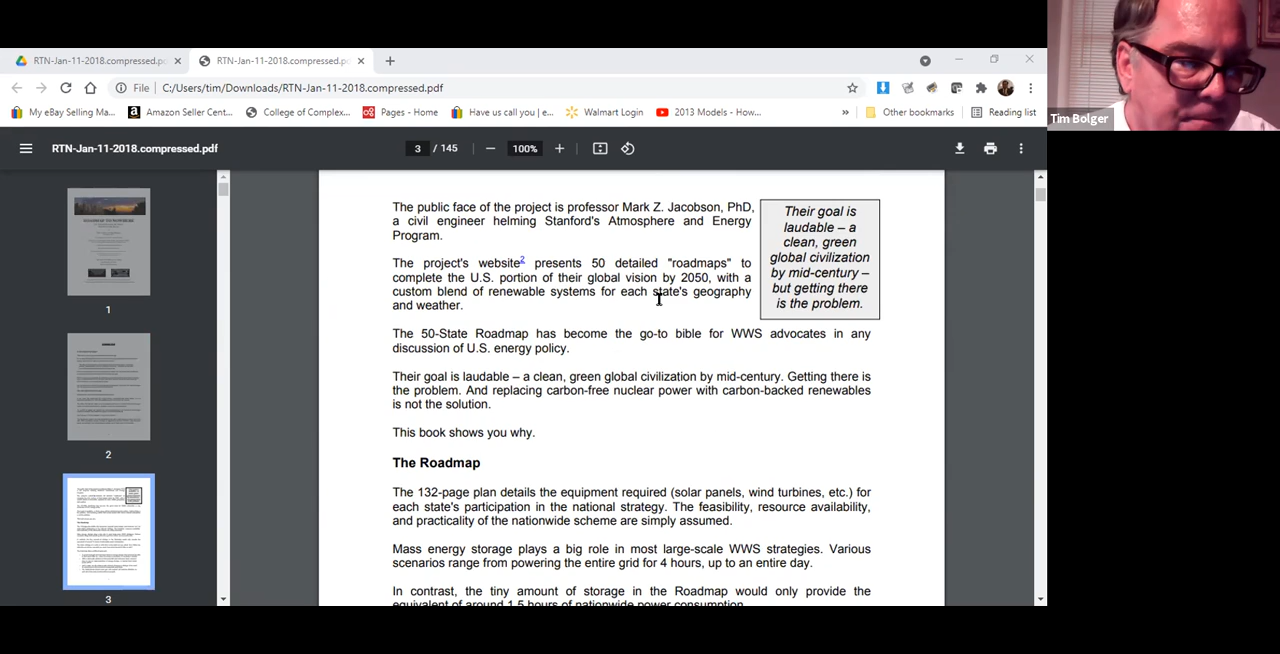 RTN-Jan-11-2018.compressed.pd
RTN-Jan-11-2018.compressed.pd
File
C:/Users/tim/Downloads/RTN-Jan-11-2018.compressed.pdf
My eBay Selling Ma...
Amazon Seller Cent...
College of Complex...
Pages - Home
Have us call you | e...
Walmart Login
2013 Models - How...
»
Other bookmarks
Reading list
Tim Bolger
RTN-Jan-11-2018.compressed.pdf
3 / 145
100%
1
2
3
The public face of the project is professor Mark Z. Jacobson, PhD,
a civil engineer helming Stanford's Atmosphere and Energy
Program.
The project's website2 presents 50 detailed "roadmaps" to
complete the U.S. portion of their global vision by 2050, with a
custom blend of renewable systems for each state's geography
and weather.
Their goal is
laudable – a
clean, green
global civilization
by mid-century –
but getting there
is the problem.
The 50-State Roadmap has become the go-to bible for WWS advocates in any
discussion of U.S. energy policy.
Their goal is laudable – a clean, green global civilization by mid-century. Getting there is
the problem. And replacing carbon-free nuclear power with carbon-backed renewables
is not the solution.
This book shows you why.
The Roadmap
The 132-page plan details the equipment required (solar panels, wind turbines, etc.) for
each state's participation in the national strategy. The feasibility, resource availability,
and practicality of the nationwide scheme are simply assumed.
Mass energy storage plays a big role in most large-scale WWS strategies. Various
scenarios range from powering the entire grid for 4 hours, up to an entire day.
In contrast, the tiny amount of storage in the Roadmap would only provide the
equivalent of around 1.5 hours of nationwide power consumption.